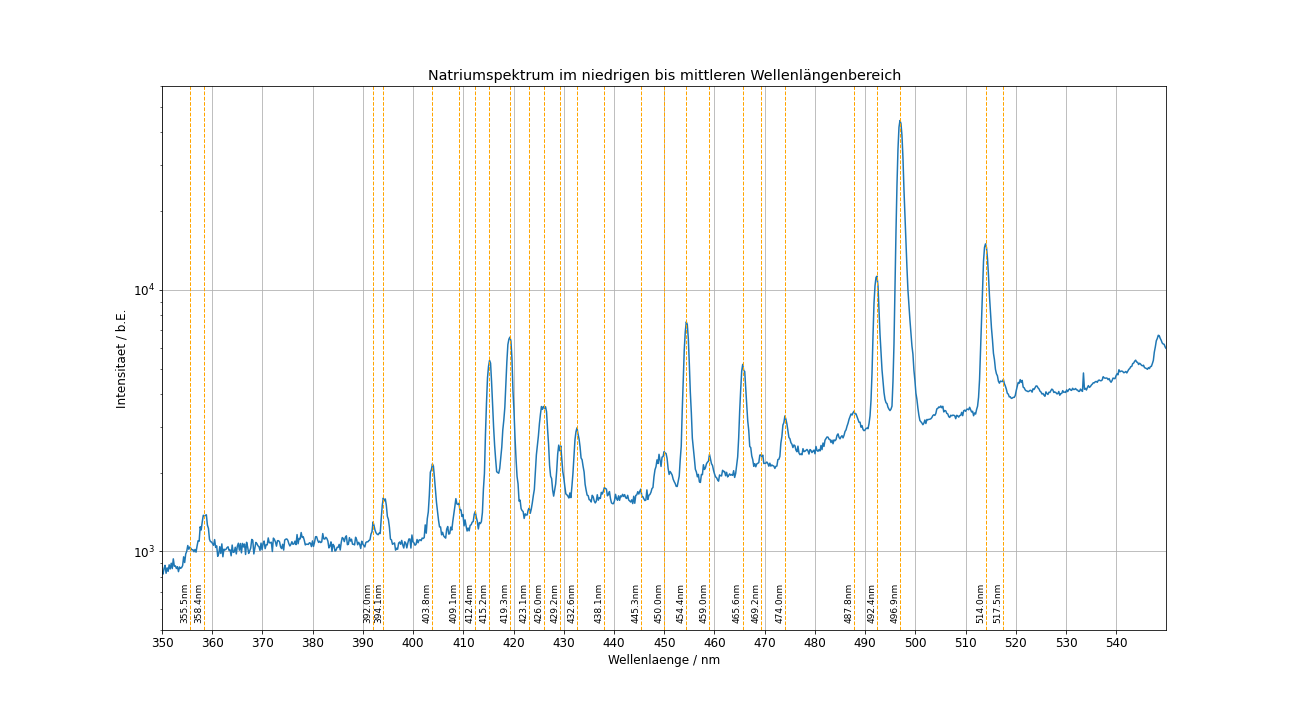 Natriumspektrum im niedrigen bis mittleren Wellenlängenbereich
Intensitaet / b.E.
10⁴
10³
355.5nm
358.4nm
392.0nm
394.1nm
403.8nm
409.1nm
412.4nm
415.2nm
419.3nm
423.1nm
426.0nm
429.2nm
432.6nm
438.1nm
445.3nm
450.0nm
454.4nm
459.0nm
465.6nm
469.2nm
474.0nm
487.8nm
492.4nm
496.9nm
514.0nm
517.5nm
350 360 370 380 390 400 410 420 430 440 450 460 470 480 490 500 510 520 530 540
Wellenlaenge / nm